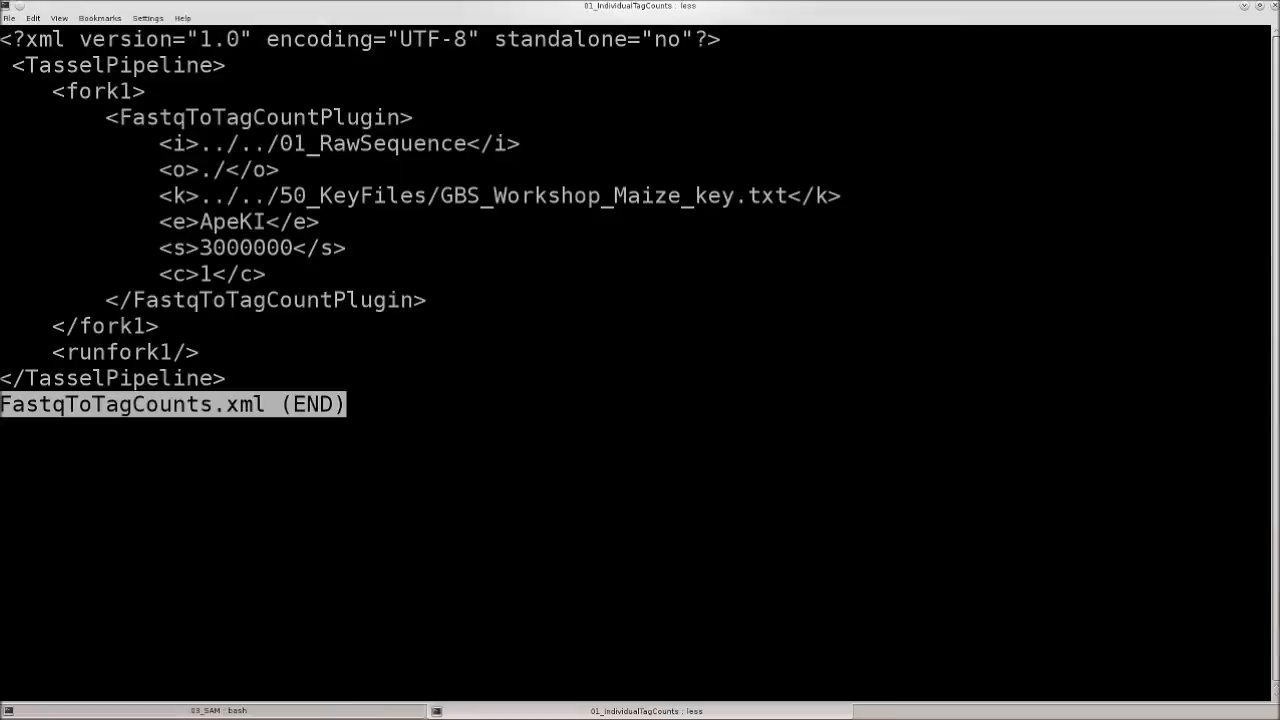 01_IndividualTagCounts : less
File Edit View Bookmarks Settings Help
<?xml version="1.0" encoding="UTF-8" standalone="no"?>
<TasselPipeline>
<fork1>
<FastqToTagCountPlugin>
<i>../../01_RawSequence</i>
<o>./</o>
<k>../../50_KeyFiles/GBS_Workshop_Maize_key.txt</k>
<e>ApeKI</e>
<s>3000000</s>
<c>1</c>
</FastqToTagCountPlugin>
</fork1>
<runfork1/>
</TasselPipeline>
FastqToTagCounts.xml (END)
03_SAM : bash
01_IndividualTagCounts : less